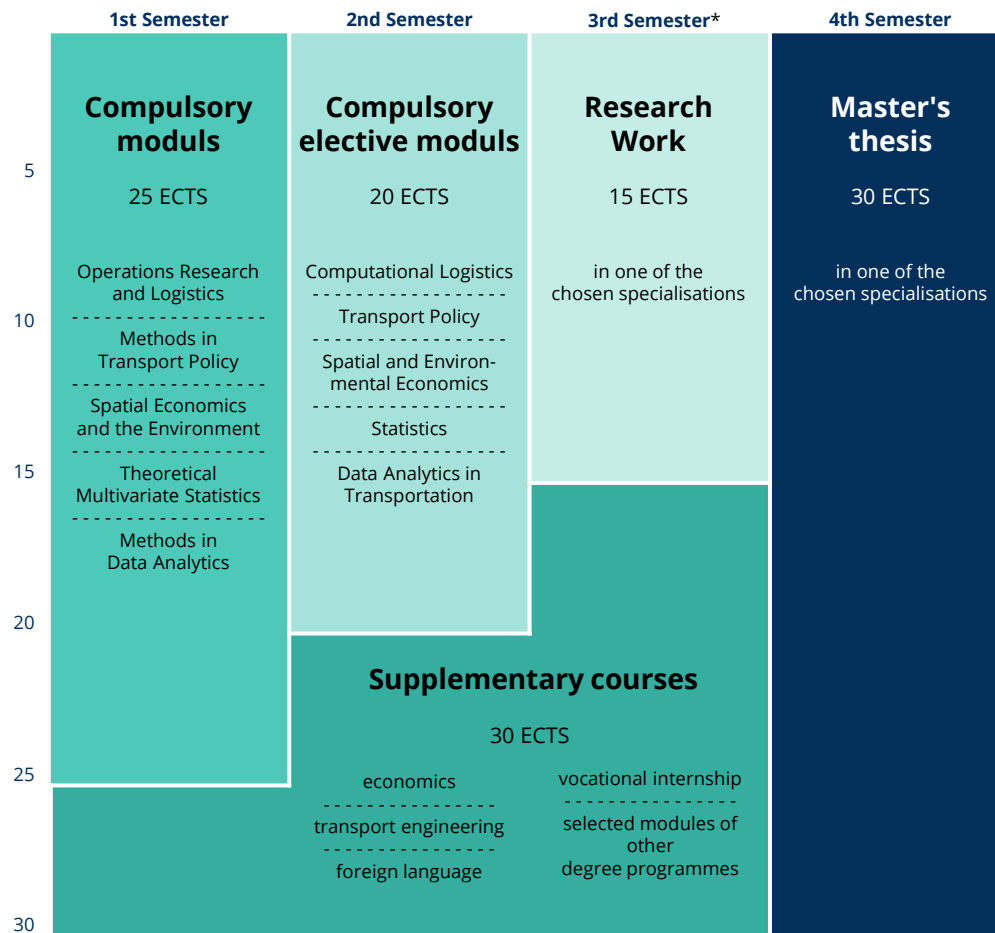 1st Semester
2nd Semester
3rd Semester*
4th Semester
5
10
15
20
25
30
Compulsory
moduls
25 ECTS
Operations Research
and Logistics
Methods in
Transport Policy
Spatial Economics
and the Environment
Theoretical
Multivariate Statistics
Methods in
Data Analytics
Compulsory
elective moduls
20 ECTS
Computational Logistics
Transport Policy
Spatial and Environ-
mental Economics
Statistics
Data Analytics in
Transportation
Research
Work
15 ECTS
in one of the
chosen specialisations
Master's
thesis
30 ECTS
in one of the
chosen specialisations
Supplementary courses
30 ECTS
economics
transport engineering
foreign language
vocational internship
selected modules of
other
degree programmes